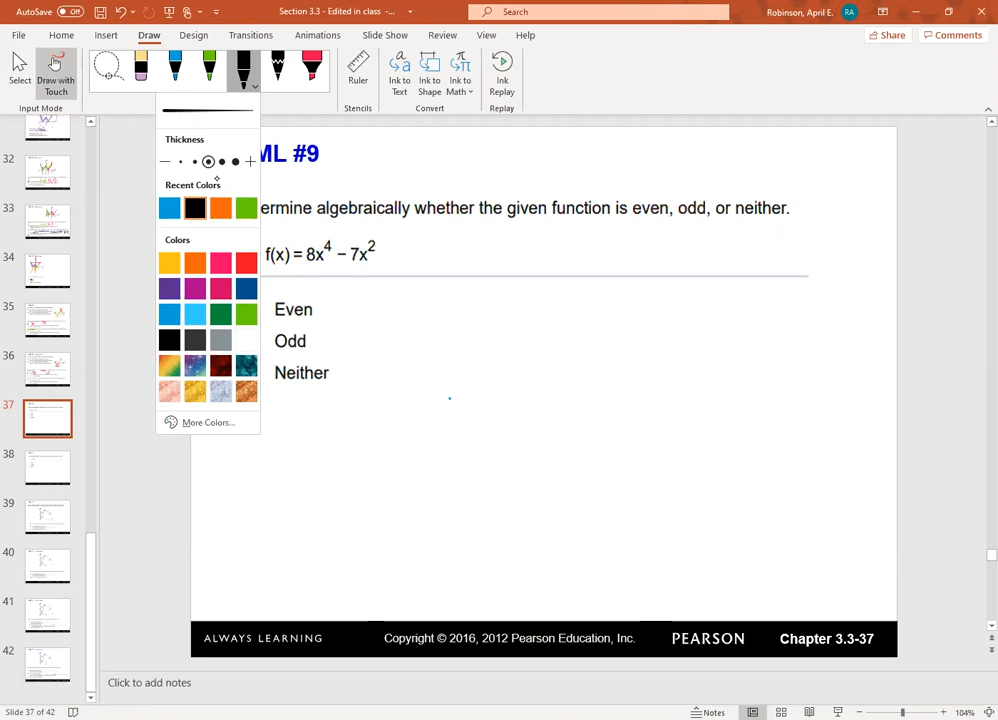 AutoSave Off
Section 3.3 - Edited in class -...
Search
Robinson, April E. RA
File Home Insert Draw Design Transitions Animations Slide Show Review View Help
Share Comments
Select
Draw with Touch
Input Mode
Ruler
Stencils
Ink to Text
Ink to Shape
Ink to Math
Convert
Ink Replay
Replay
Thickness
Recent Colors
Colors
More Colors...
32
33
34
35
36
37
38
39
40
41
42
ML #9
ermine algebraically whether the given function is even, odd, or neither.
f(x) = 8x⁴ − 7x²
Even
Odd
Neither
ALWAYS LEARNING Copyright © 2016, 2012 Pearson Education, Inc. PEARSON Chapter 3.3-37
Click to add notes
Slide 37 of 42
Notes
104%